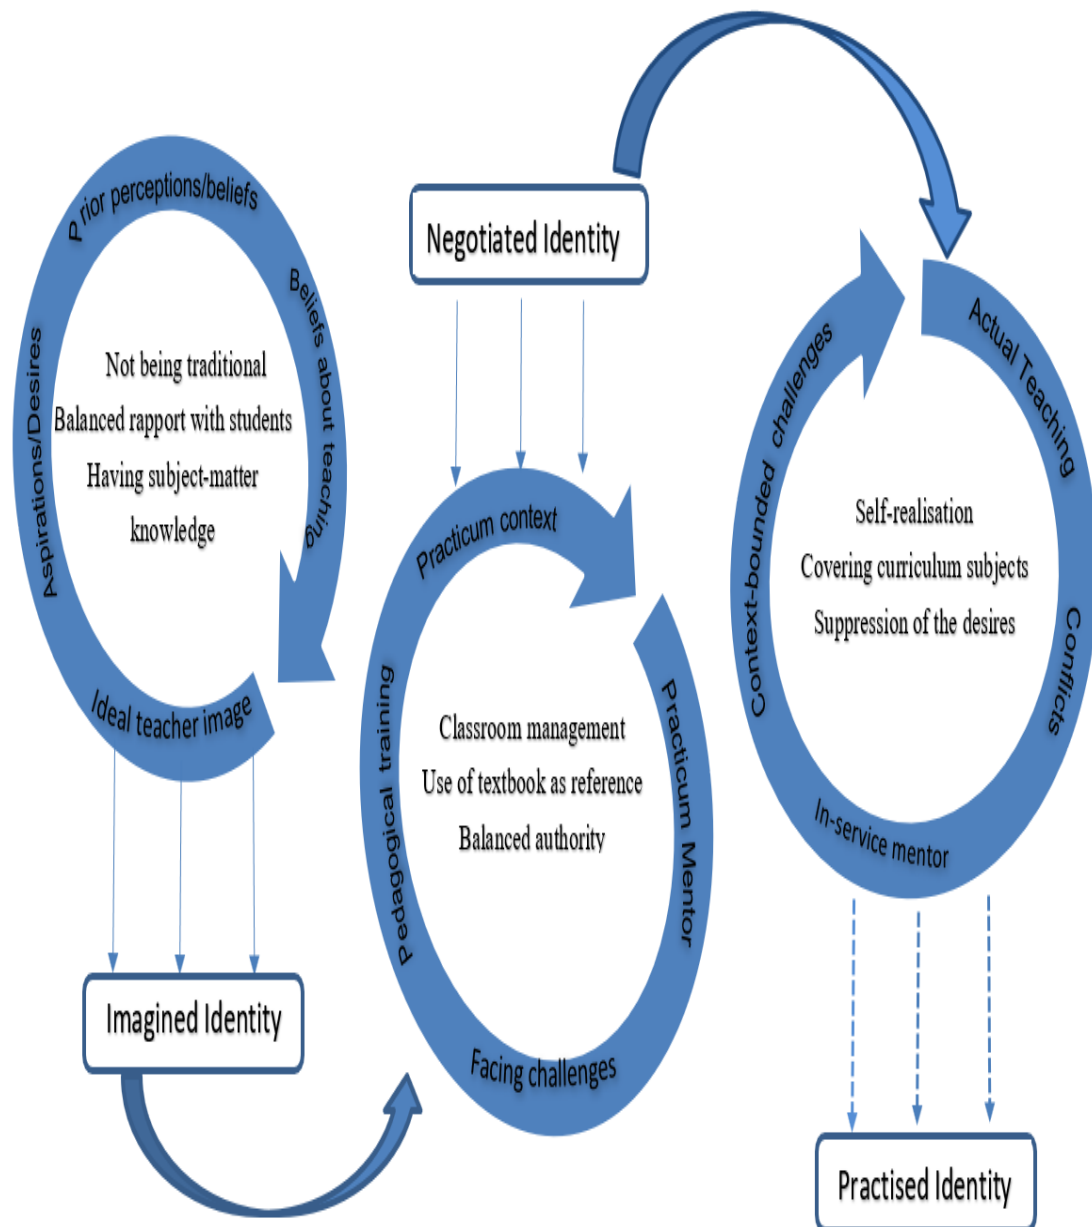 Prior perceptions/beliefs
Beliefs about teaching
Aspirations/Desires
Ideal teacher image
Not being traditional
Balanced rapport with students
Having subject-matter
knowledge
Imagined Identity
Negotiated Identity
Practicum context
Practicum Mentor
Pedagogical training
Facing challenges
Classroom management
Use of textbook as reference
Balanced authority
Actual Teaching
Conflicts
Context-bounded challenges
In-service mentor
Self-realisation
Covering curriculum subjects
Suppression of the desires
Practised Identity